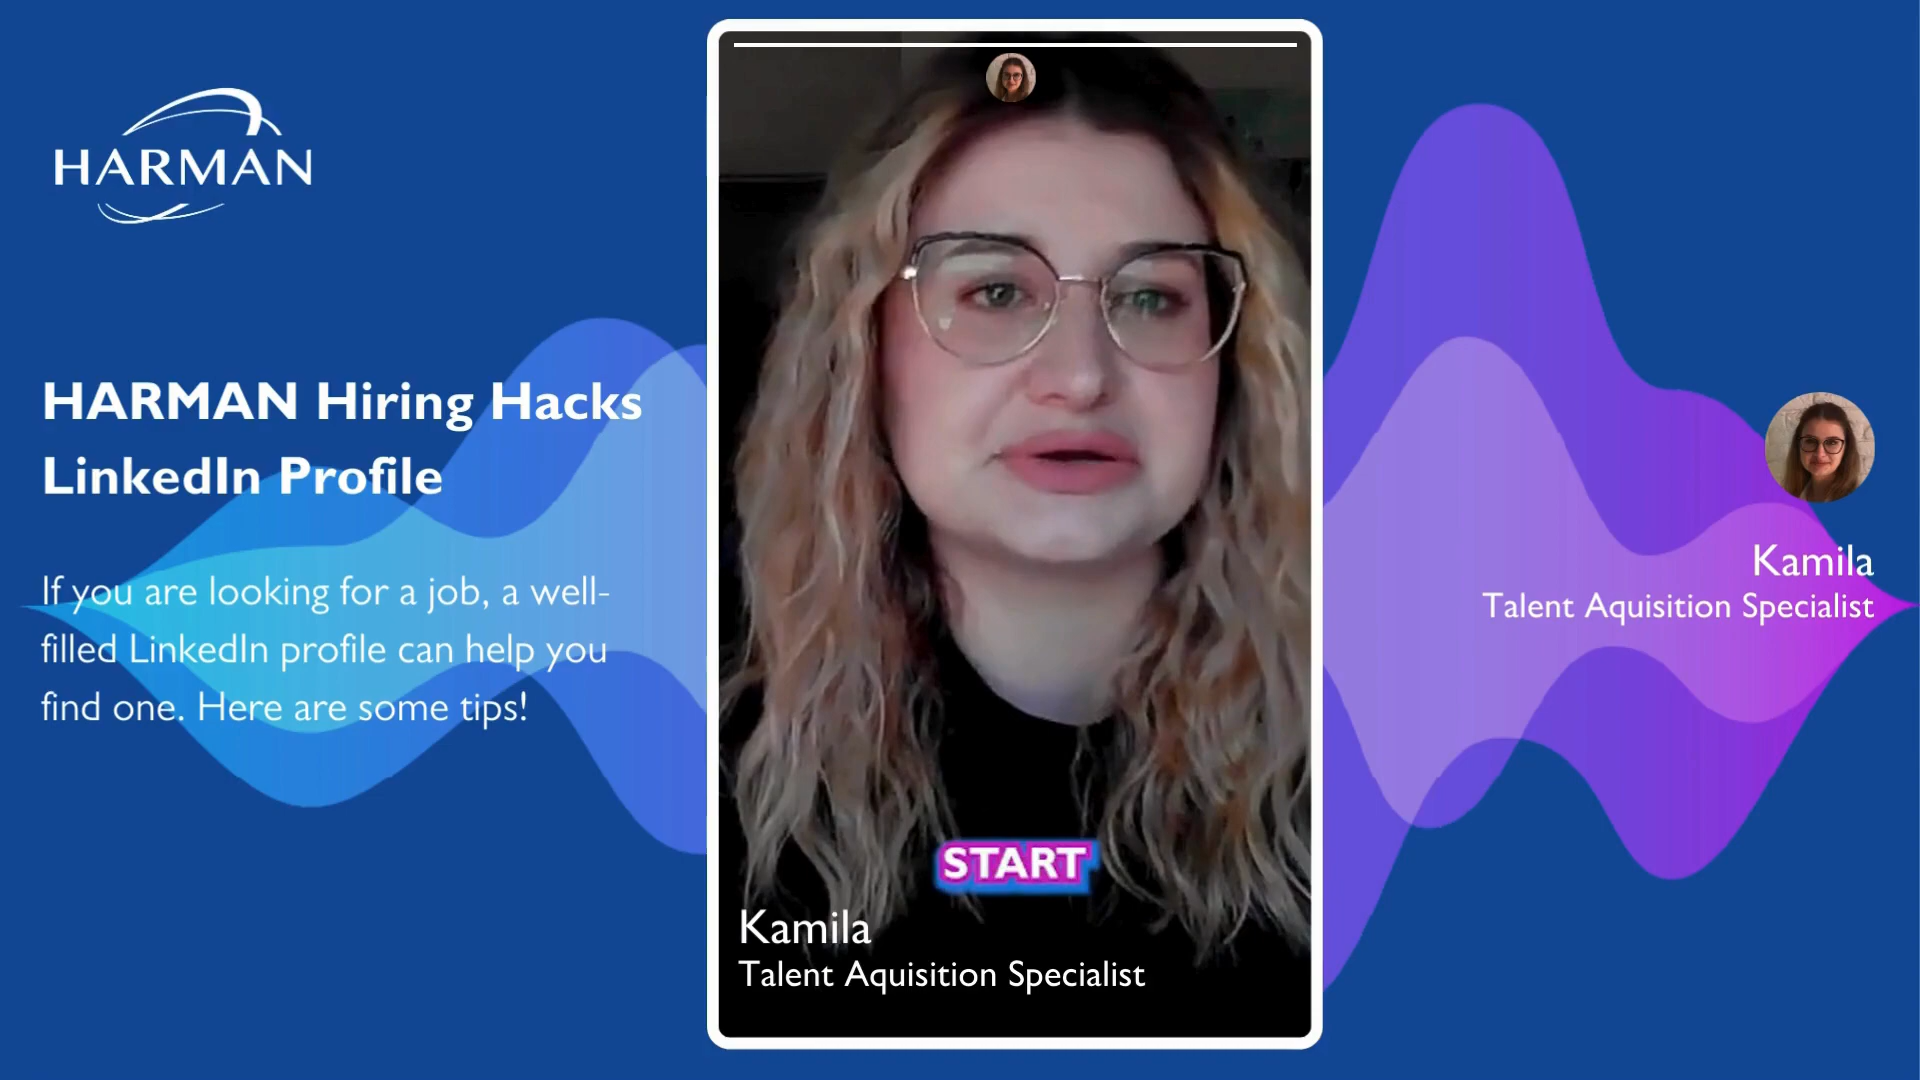 HARMAN
HARMAN Hiring Hacks
LinkedIn Profile
If you are looking for a job, a well-
filled LinkedIn profile can help you
find one. Here are some tips!
START
Kamila
Talent Aquisition Specialist
Kamila
Talent Aquisition Specialist